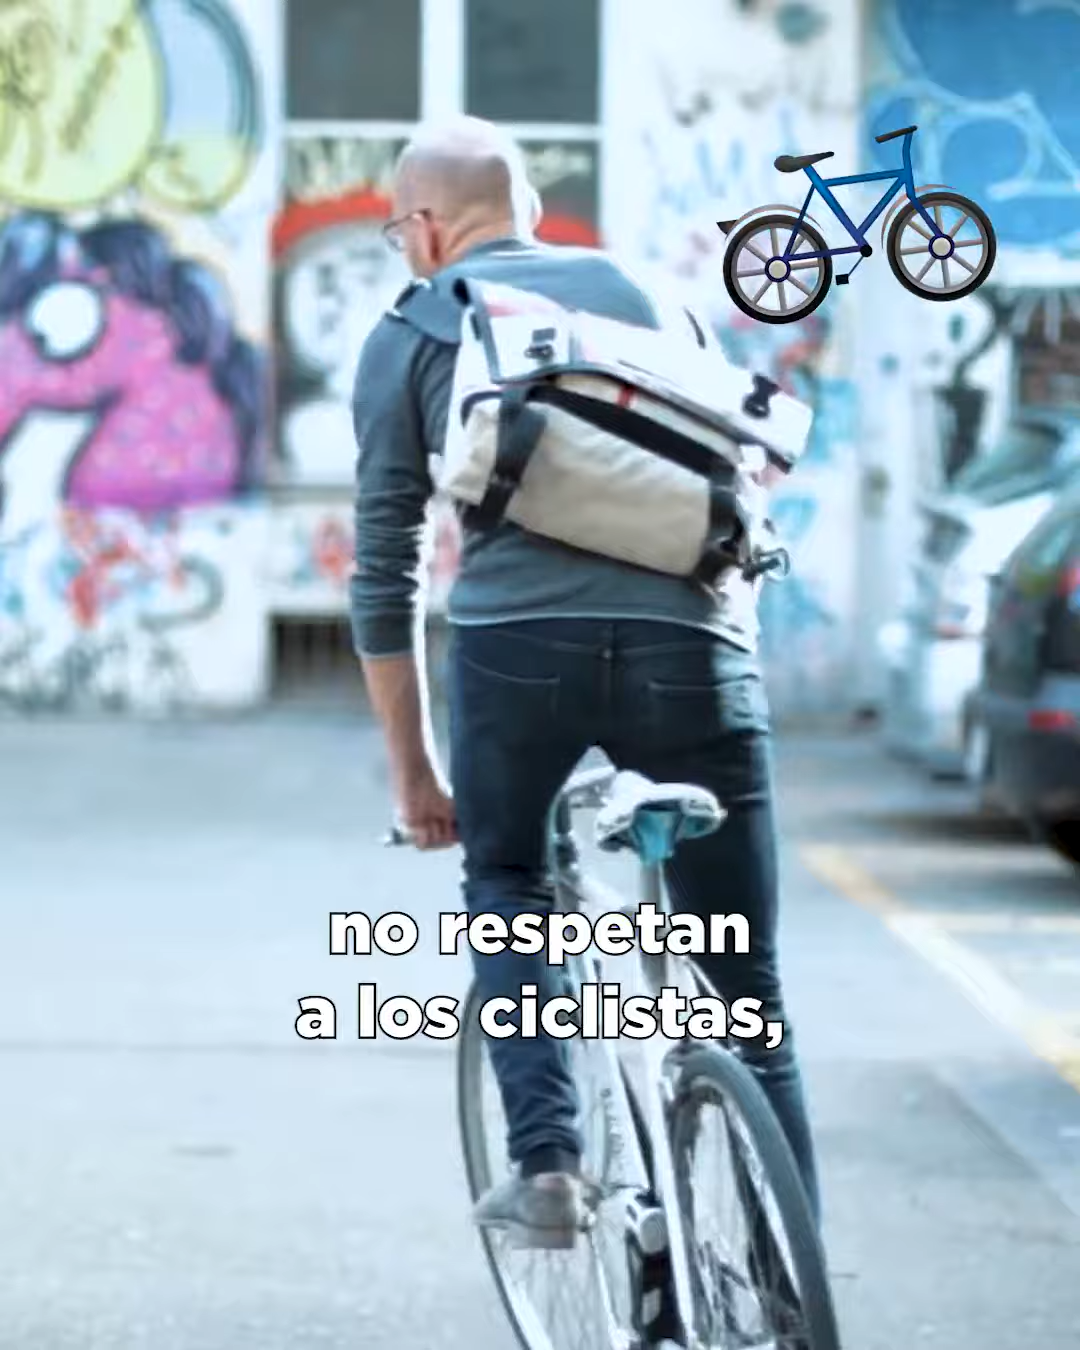 no respetan
a los ciclistas,